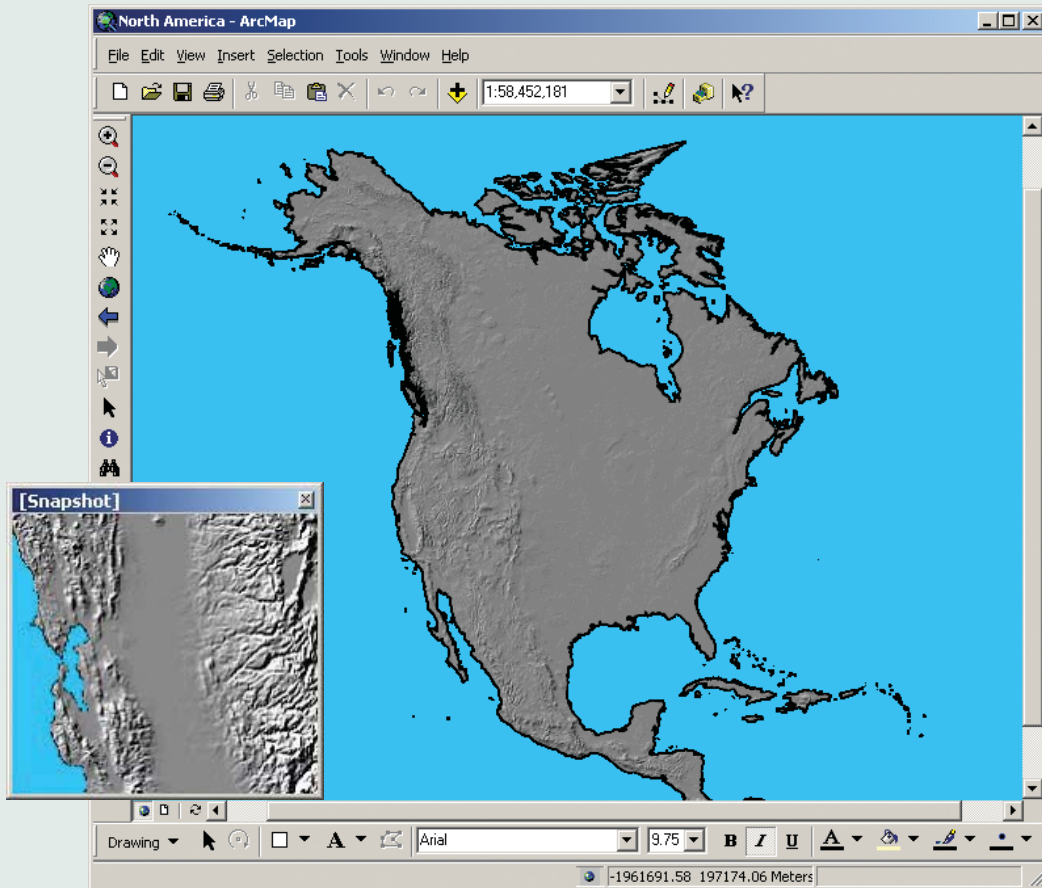 North America - ArcMap
File Edit View Insert Selection Tools Window Help
1:58,452,181
[Snapshot]
Drawing A Arial 9.75 B I U A
-1961691.58 197174.06 Meters